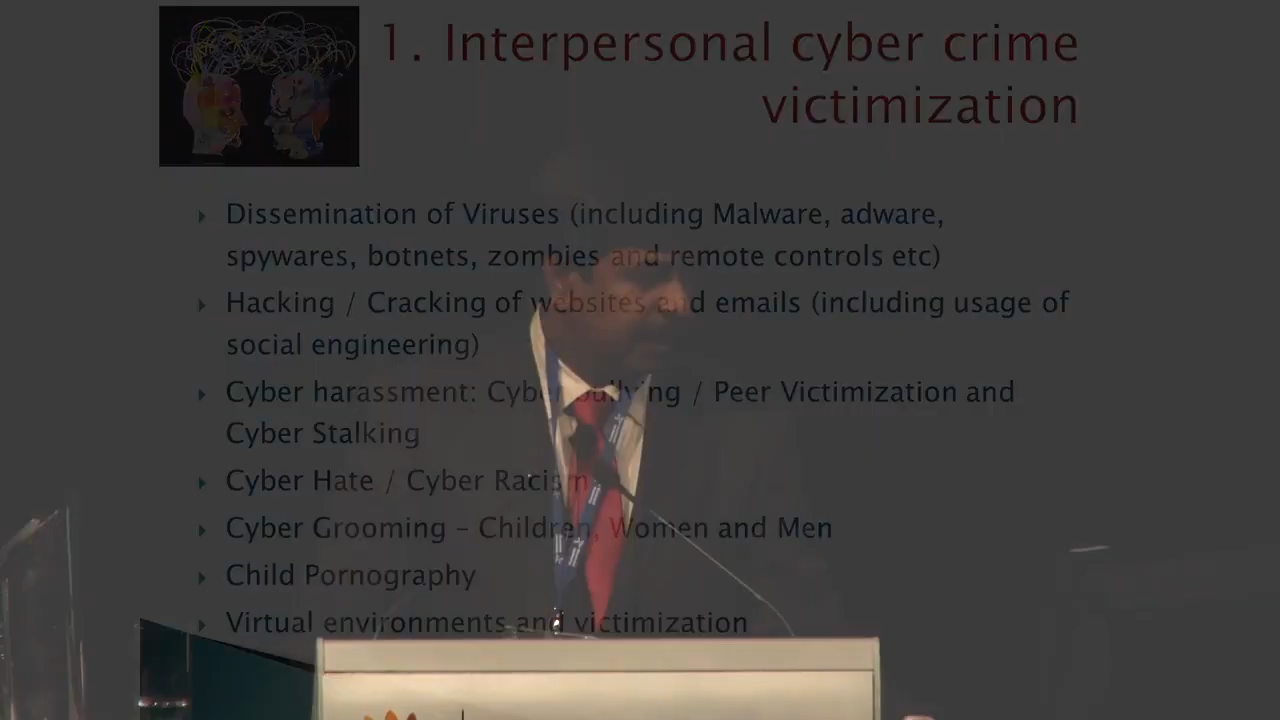 1. Interpersonal cyber crime
victimization
Dissemination of Viruses (including Malware, adware,
spywares, botnets, zombies and remote controls etc)
Hacking / Cracking of websites and emails (including usage of
social engineering)
Cyber harassment: Cyber bullying / Peer Victimization and
Cyber Stalking
Cyber Hate / Cyber Racism
Cyber Grooming – Children, Women and Men
Child Pornography
Virtual environments and victimization